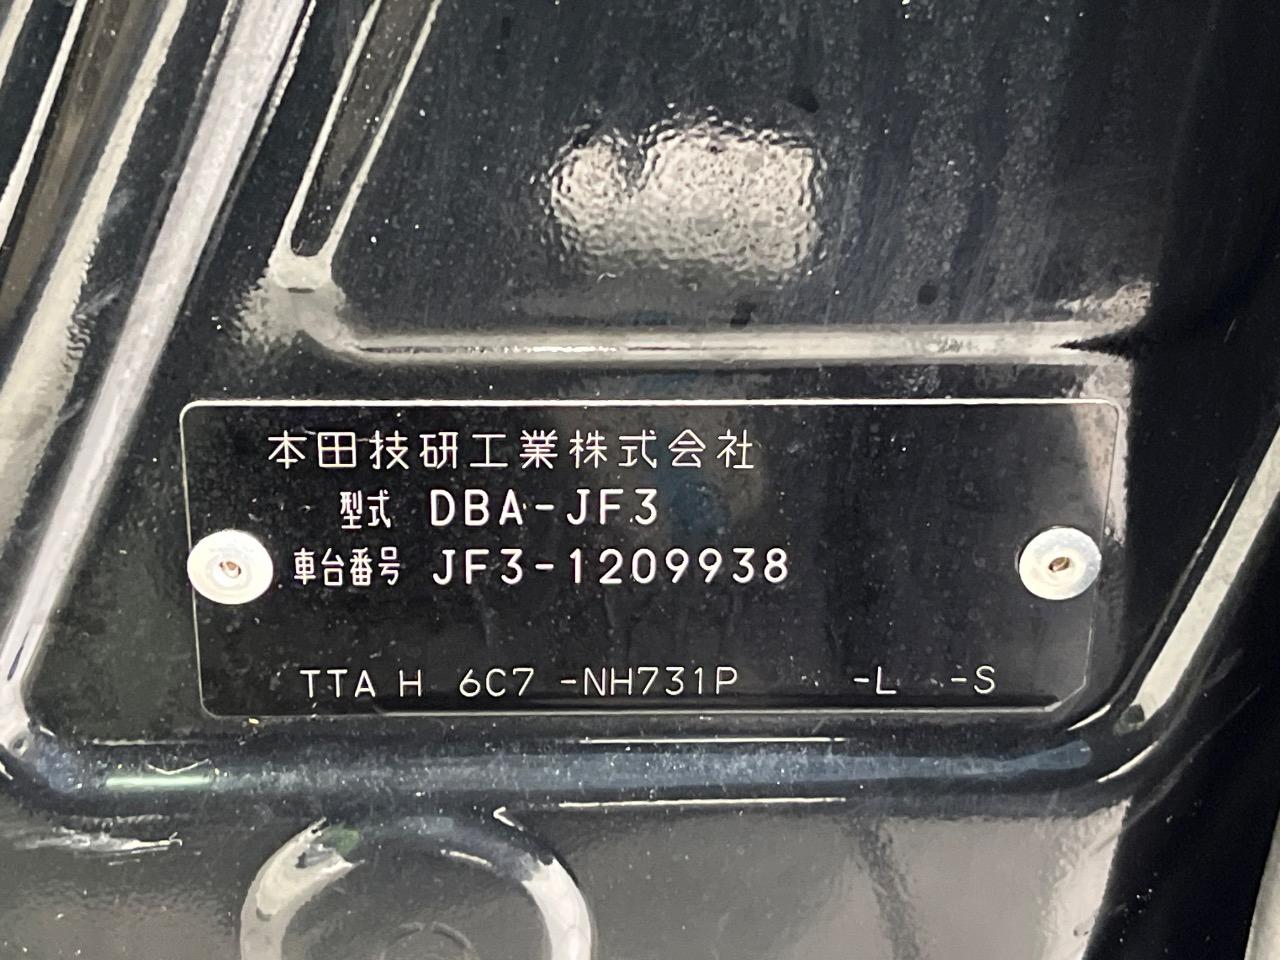 本田技研工業株式会社
型式 DBA-JF3
車台番号 JF3-1209938
TTA H 6C7 -NH731P -L -S